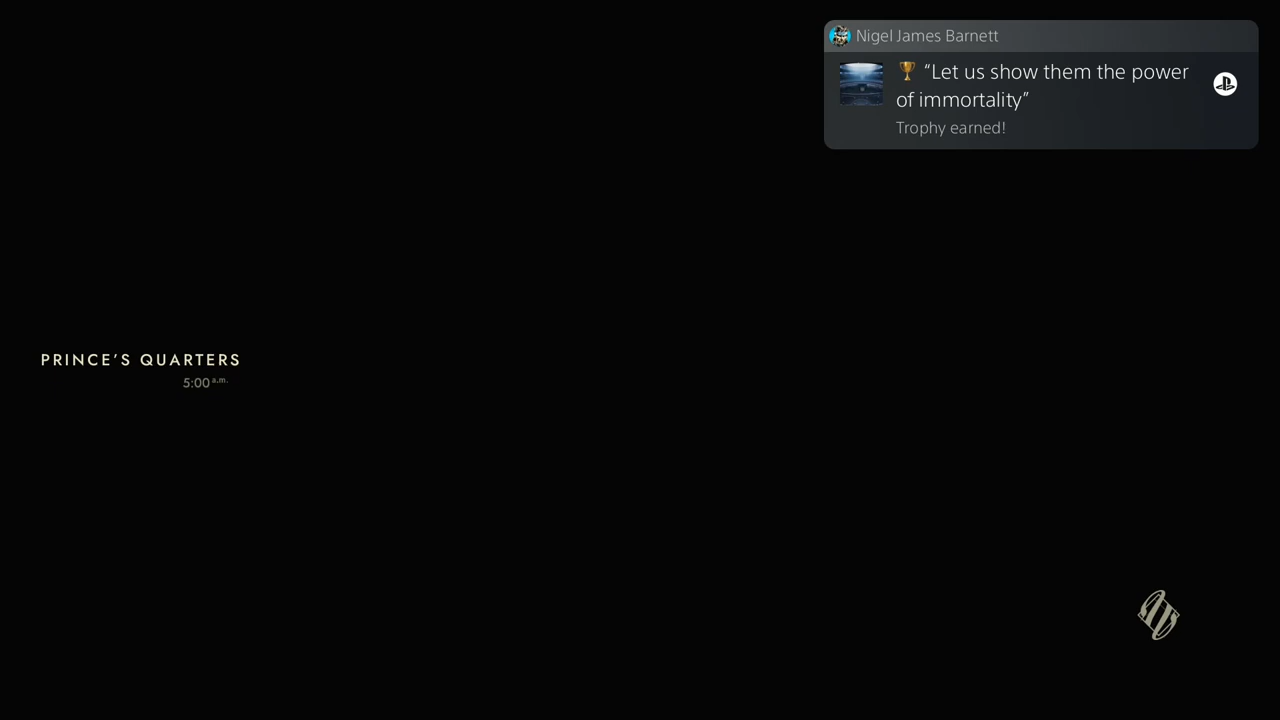 Nigel James Barnett
🏆 “Let us show them the power
of immortality”
Trophy earned!
PRINCE’S QUARTERS
5:00 a.m.